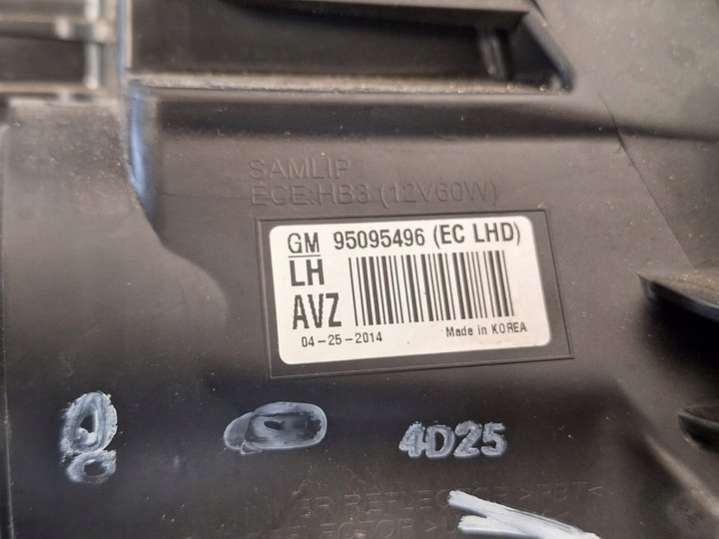 SAMLIP
ECE:HB3 (12V60W)
GM 95095496 (EC LHD)
LH
AVZ
04-25-2014 Made in KOREA
4D25